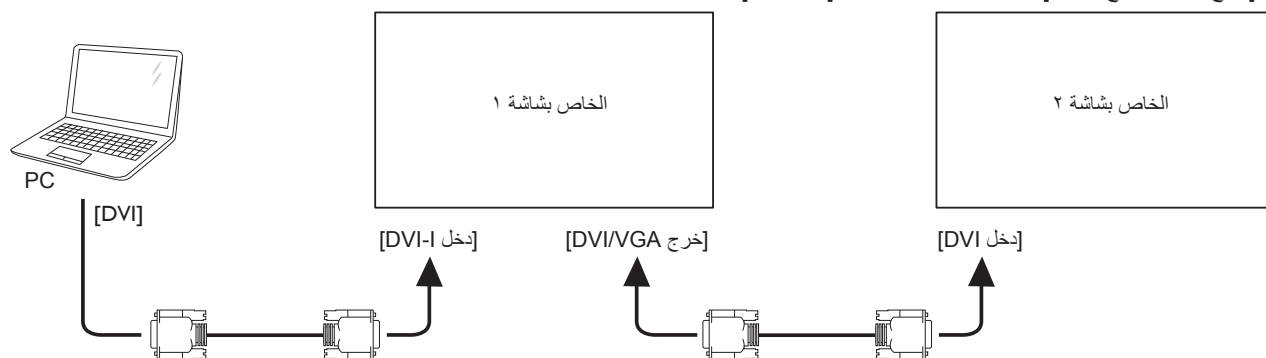 الخاص بشاشة ١
الخاص بشاشة ٢
PC
[DVI]
[دخل DVI-I]
[خرج DVI/VGA]
[دخل DVI]